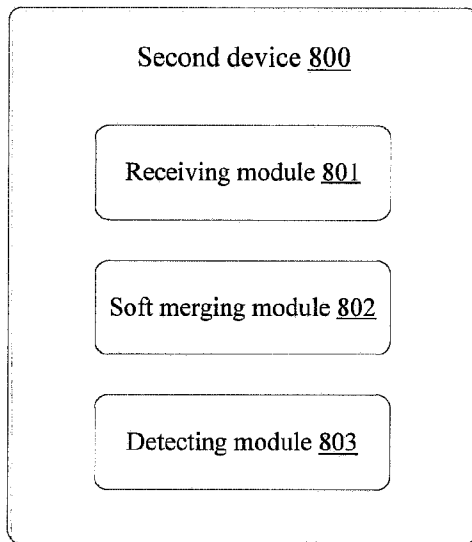 Second device 800
Receiving module 801
Soft merging module 802
Detecting module 803